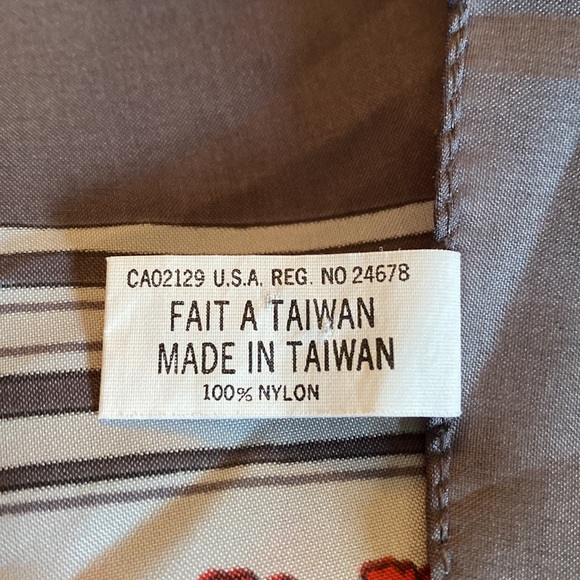 CA02129 U.S.A. REG. NO 24678
FAIT A TAIWAN
MADE IN TAIWAN
100% NYLON